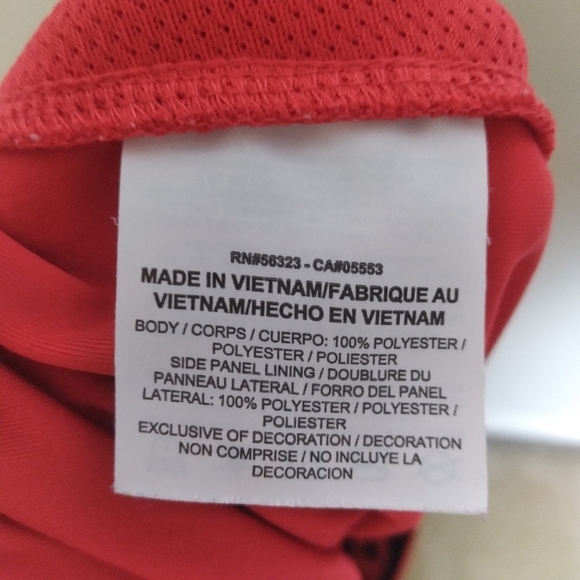 RN#56323 - CA#05553
MADE IN VIETNAM/FABRIQUE AU
VIETNAM/HECHO EN VIETNAM
BODY / CORPS / CUERPO: 100% POLYESTER /
POLYESTER / POLIESTER
SIDE PANEL LINING / DOUBLURE DU
PANNEAU LATERAL / FORRO DEL PANEL
LATERAL: 100% POLYESTER / POLYESTER /
POLIESTER
EXCLUSIVE OF DECORATION / DECORATION
NON COMPRISE / NO INCLUYE LA
DECORACION